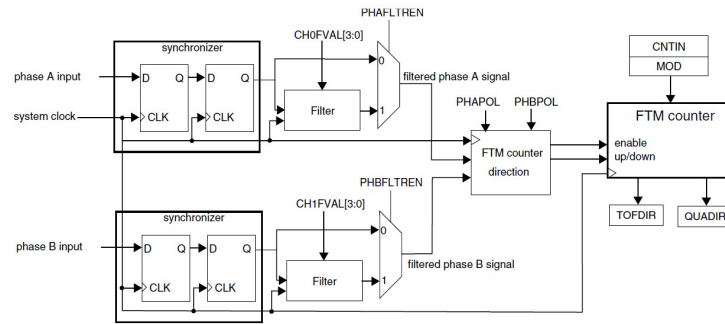 PHAFLTREN
synchronizer
CH0FVAL[3:0]
CNTIN
MOD
phase A input
D Q D Q
0
filtered phase A signal
system clock
CLK CLK
Filter
1
PHAPOL PHBPOL
FTM counter
enable
up/down
FTM counter
direction
PHBFLTREN
synchronizer
CH1FVAL[3:0]
TOFDIR QUADIR
phase B input
D Q D Q
0
filtered phase B signal
CLK CLK
Filter
1